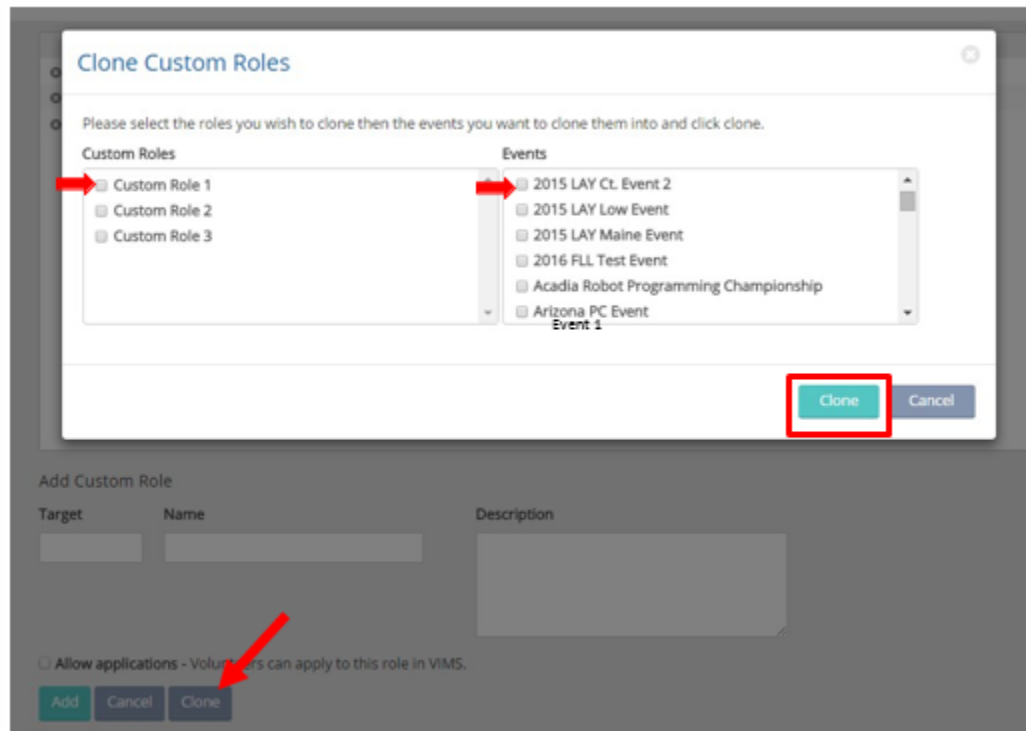 Clone Custom Roles
Please select the roles you wish to clone then the events you want to clone them into and click clone.
Custom Roles
Custom Role 1
Custom Role 2
Custom Role 3
Events
2015 LAY Ct. Event 2
2015 LAY Low Event
2015 LAY Maine Event
2016 FLL Test Event
Acadia Robot Programming Championship
Arizona PC Event
Event 1
Clone Cancel
Add Custom Role
Target Name Description
Allow applications - Volunteers can apply to this role in VIMS.
Add Cancel Clone